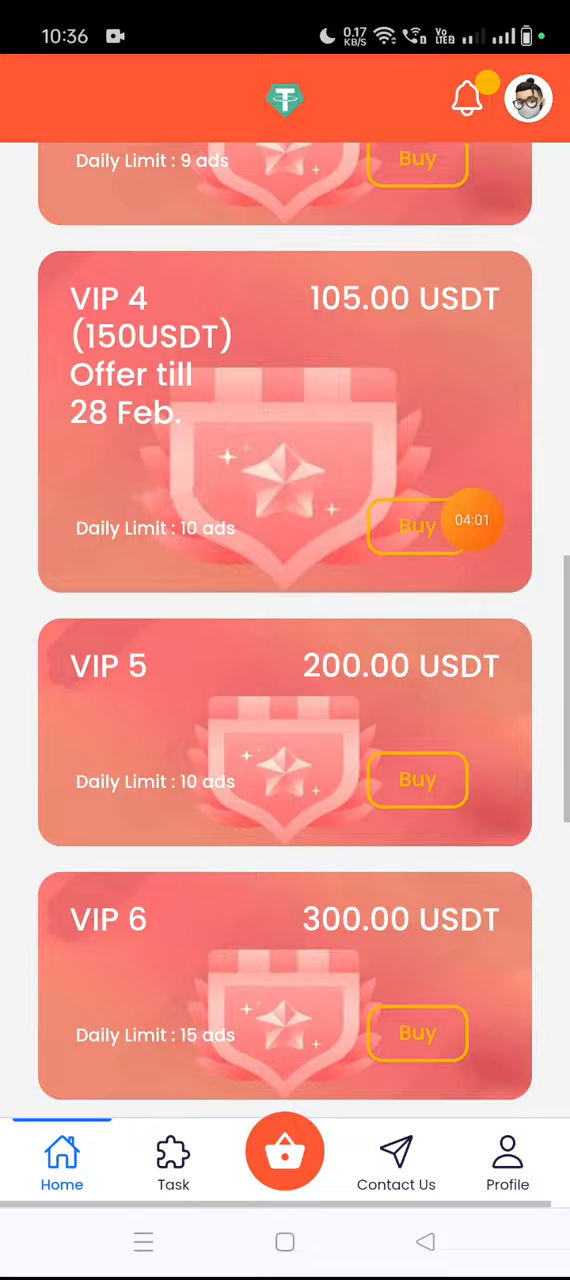 10:36
0.17
KB/S
Vo
LTE2
Daily Limit : 9 ads
Buy
VIP 4
(150USDT)
Offer till
28 Feb.
105.00 USDT
Daily Limit : 10 ads
Buy
04:01
VIP 5
200.00 USDT
Daily Limit : 10 ads
Buy
VIP 6
300.00 USDT
Daily Limit : 15 ads
Buy
Home
Task
Contact Us
Profile